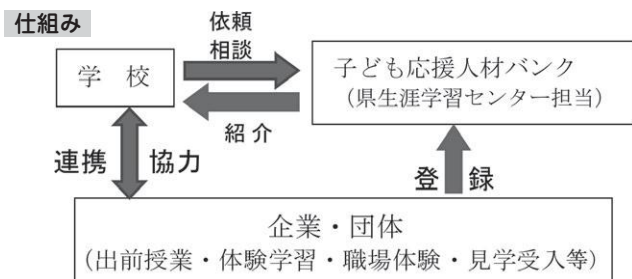 仕組み
依頼
相談
学　校
子ども応援人材バンク
（県生涯学習センター担当）
紹 介
連携
協力
登
録
企業・団体
（出前授業・体験学習・職場体験・見学受入等）